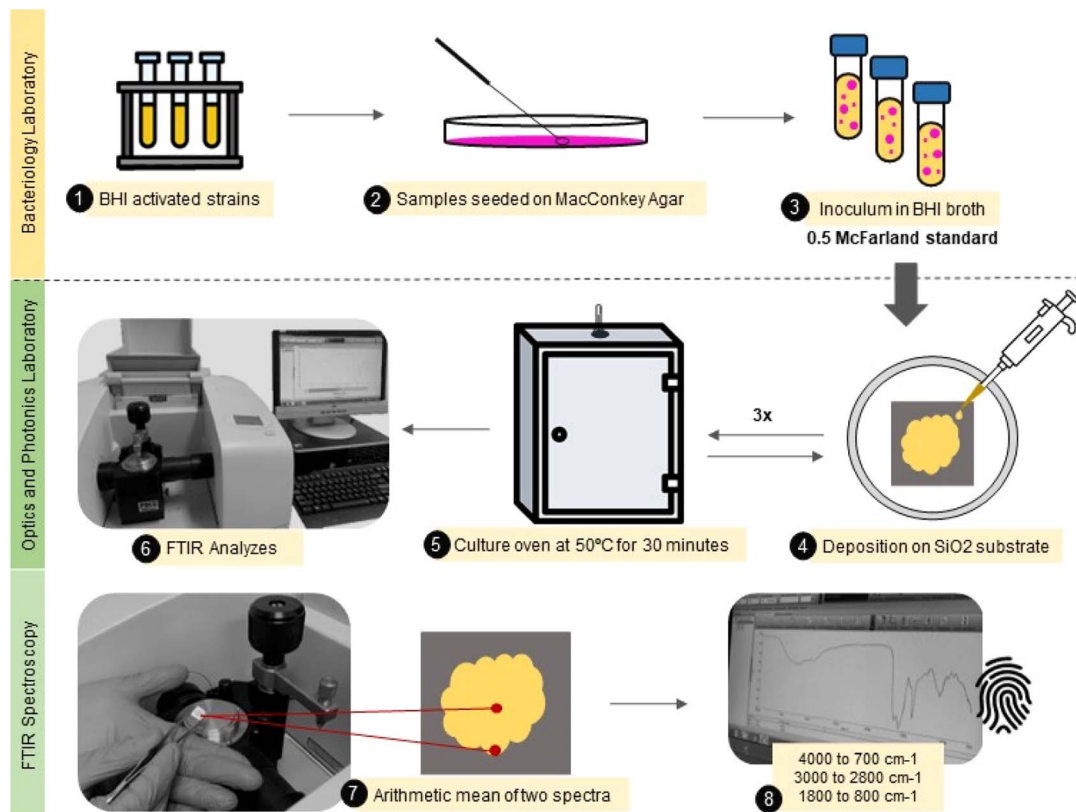 Bacteriology Laboratory
1 BHI activated strains
2 Samples seeded on MacConkey Agar
3 Inoculum in BHI broth
0.5 McFarland standard
Optics and Photonics Laboratory
3x
6 FTIR Analyzes
5 Culture oven at 50ºC for 30 minutes
4 Deposition on SiO2 substrate
FTIR Spectroscopy
7 Arithmetic mean of two spectra
8
4000 to 700 cm-1
3000 to 2800 cm-1
1800 to 800 cm-1